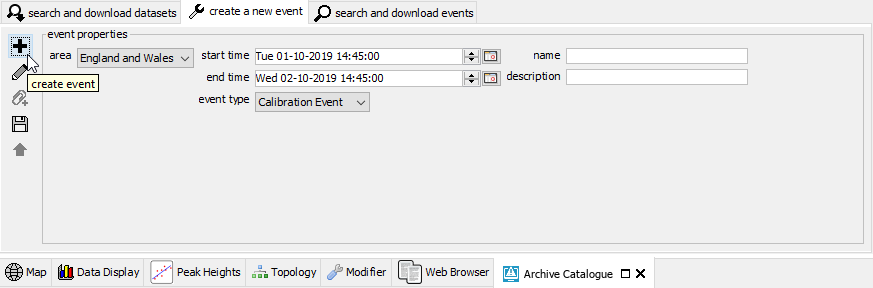 search and download datasets create a new event search and download events
event properties
area England and Wales start time Tue 01-10-2019 14:45:00 name
end time Wed 02-10-2019 14:45:00 description
create event
event type Calibration Event
Map Data Display Peak Heights Topology Modifier Web Browser Archive Catalogue